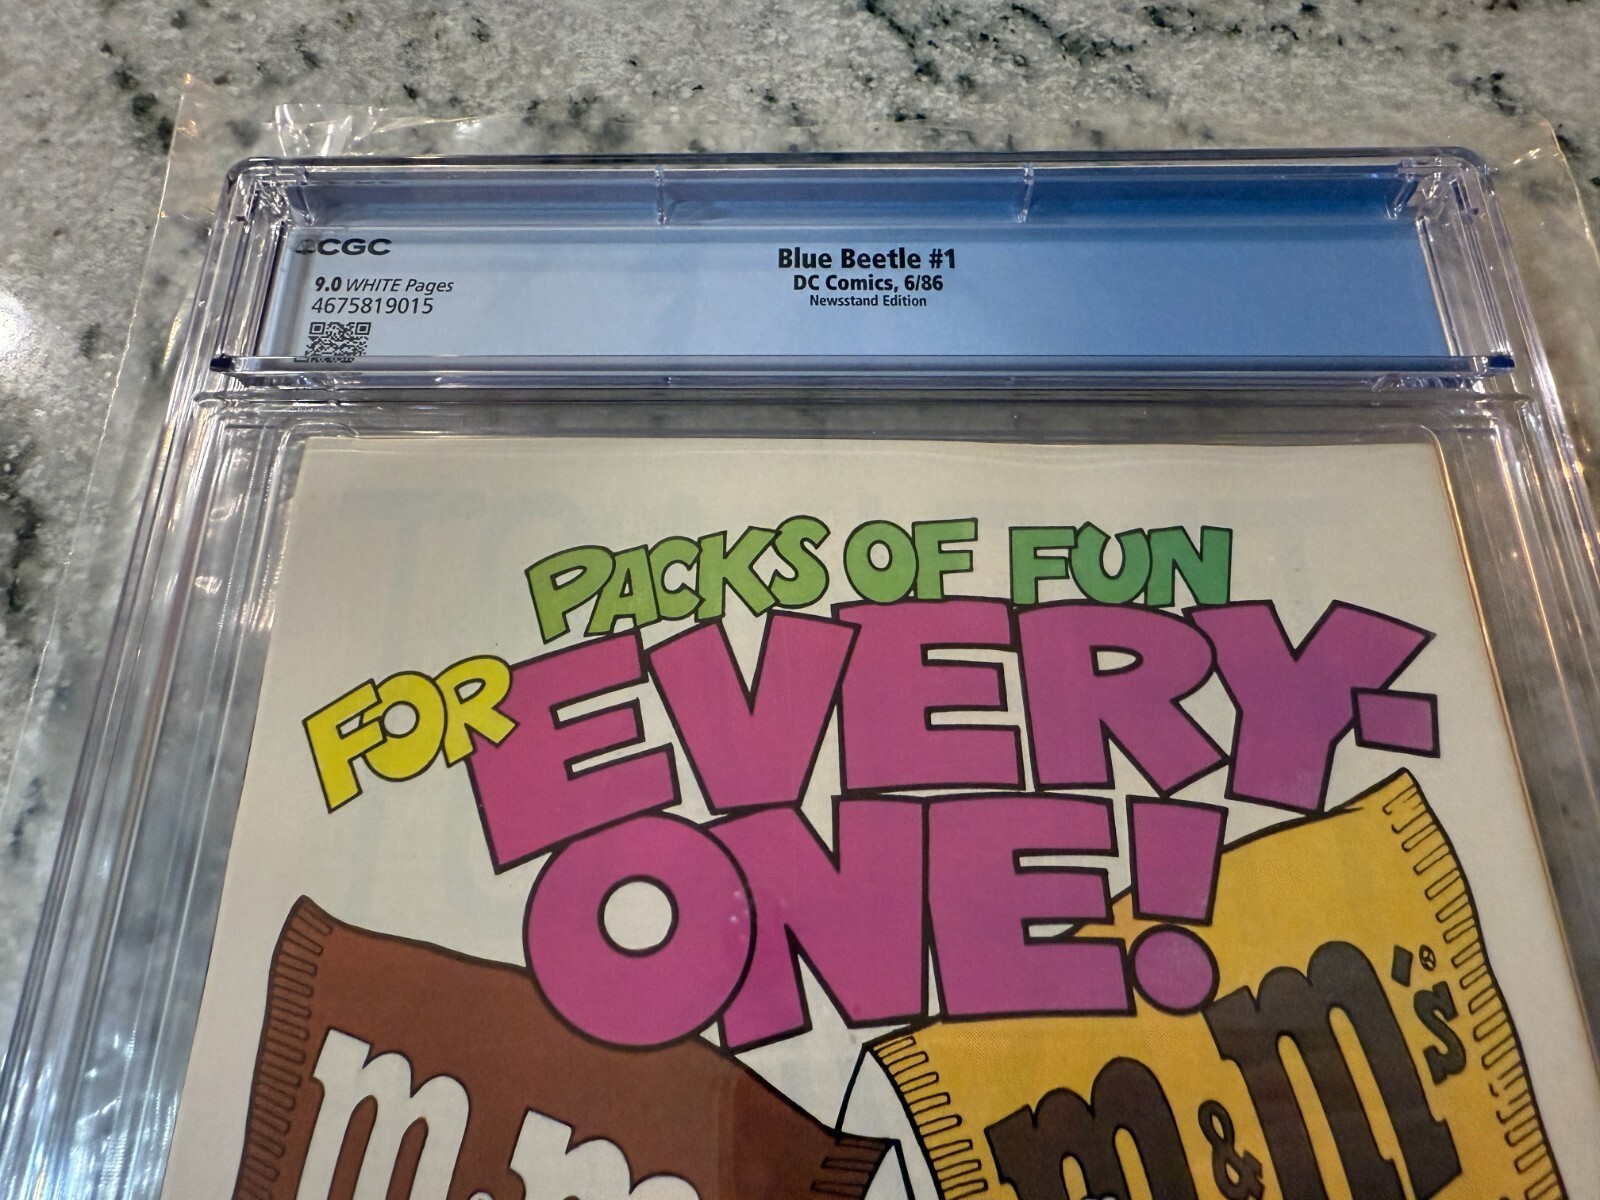 CGC
9.0 WHITE Pages
4675819015
Blue Beetle #1
DC Comics, 6/86
Newsstand Edition
PACKS OF FUN
FOR EVERY-
ONE!
m&m's